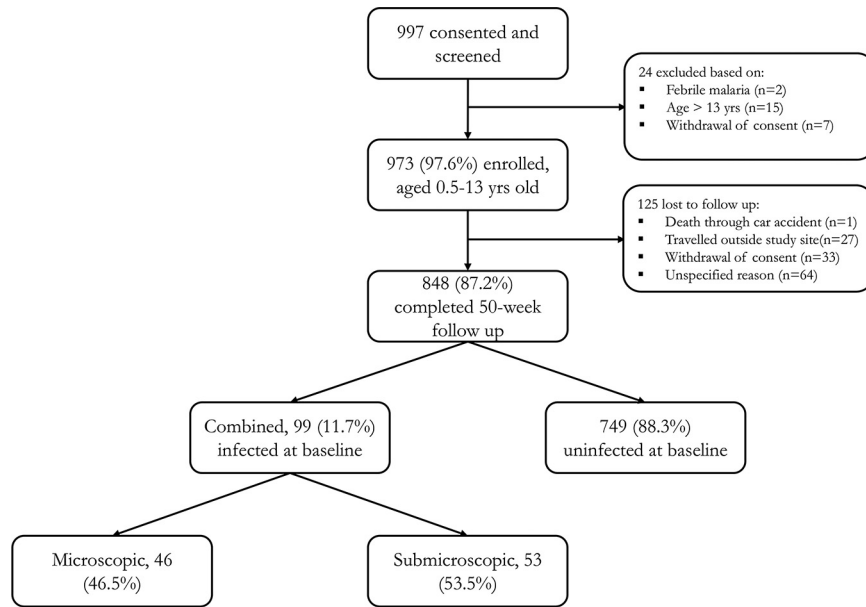 997 consented and
screened
24 excluded based on:
▪ Febrile malaria (n=2)
▪ Age > 13 yrs (n=15)
▪ Withdrawal of consent (n=7)
973 (97.6%) enrolled,
aged 0.5-13 yrs old
125 lost to follow up:
▪ Death through car accident (n=1)
▪ Travelled outside study site(n=27)
▪ Withdrawal of consent (n=33)
▪ Unspecified reason (n=64)
848 (87.2%)
completed 50-week
follow up
Combined, 99 (11.7%)
infected at baseline
749 (88.3%)
uninfected at baseline
Microscopic, 46
(46.5%)
Submicroscopic, 53
(53.5%)